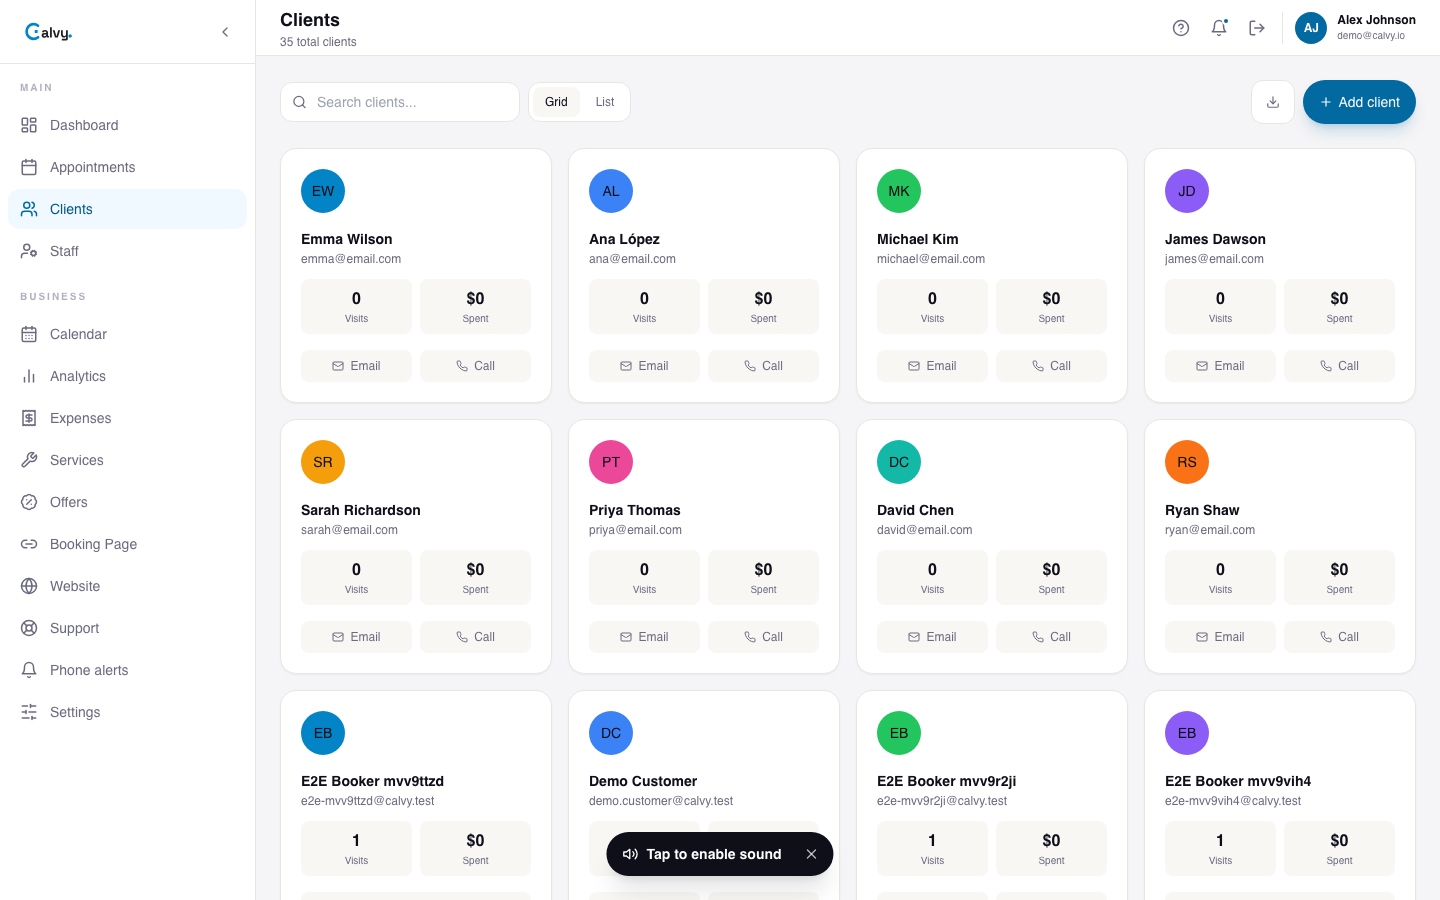 Calvy.
MAIN
Dashboard
Appointments
Clients
Staff
BUSINESS
Calendar
Analytics
Expenses
Services
Offers
Booking Page
Website
Support
Phone alerts
Settings
Clients
35 total clients
AJ
Alex Johnson
demo@calvy.io
Search clients...
Grid
List
Add client
EW
Emma Wilson
emma@email.com
0
Visits
$0
Spent
Email
Call
AL
Ana López
ana@email.com
0
Visits
$0
Spent
Email
Call
MK
Michael Kim
michael@email.com
0
Visits
$0
Spent
Email
Call
JD
James Dawson
james@email.com
0
Visits
$0
Spent
Email
Call
SR
Sarah Richardson
sarah@email.com
0
Visits
$0
Spent
Email
Call
PT
Priya Thomas
priya@email.com
0
Visits
$0
Spent
Email
Call
DC
David Chen
david@email.com
0
Visits
$0
Spent
Email
Call
RS
Ryan Shaw
ryan@email.com
0
Visits
$0
Spent
Email
Call
EB
E2E Booker mvv9ttzd
e2e-mvv9ttzd@calvy.test
1
Visits
$0
Spent
DC
Demo Customer
demo.customer@calvy.test
EB
E2E Booker mvv9r2ji
e2e-mvv9r2ji@calvy.test
1
Visits
$0
Spent
EB
E2E Booker mvv9vih4
e2e-mvv9vih4@calvy.test
1
Visits
$0
Spent
Tap to enable sound